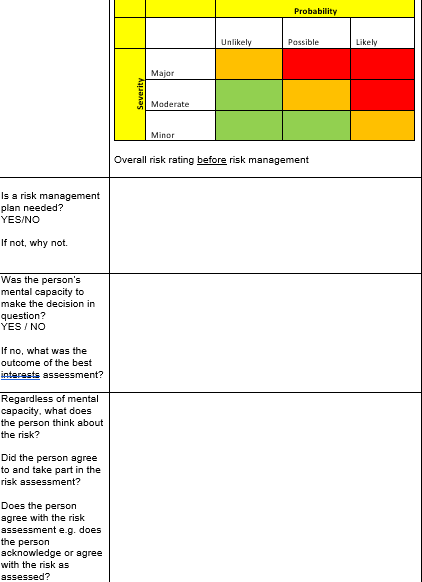 Probability
Unlikely Possible Likely
Severity
Major
Moderate
Minor
Overall risk rating before risk management
Is a risk management
plan needed?
YES/NO
If not, why not.
Was the person's
mental capacity to
make the decision in
question?
YES / NO
If no, what was the
outcome of the best
interests assessment?
Regardless of mental
capacity, what does
the person think about
the risk?
Did the person agree
to and take part in the
risk assessment?
Does the person
agree with the risk
assessment e.g. does
the person
acknowledge or agree
with the risk as
assessed?